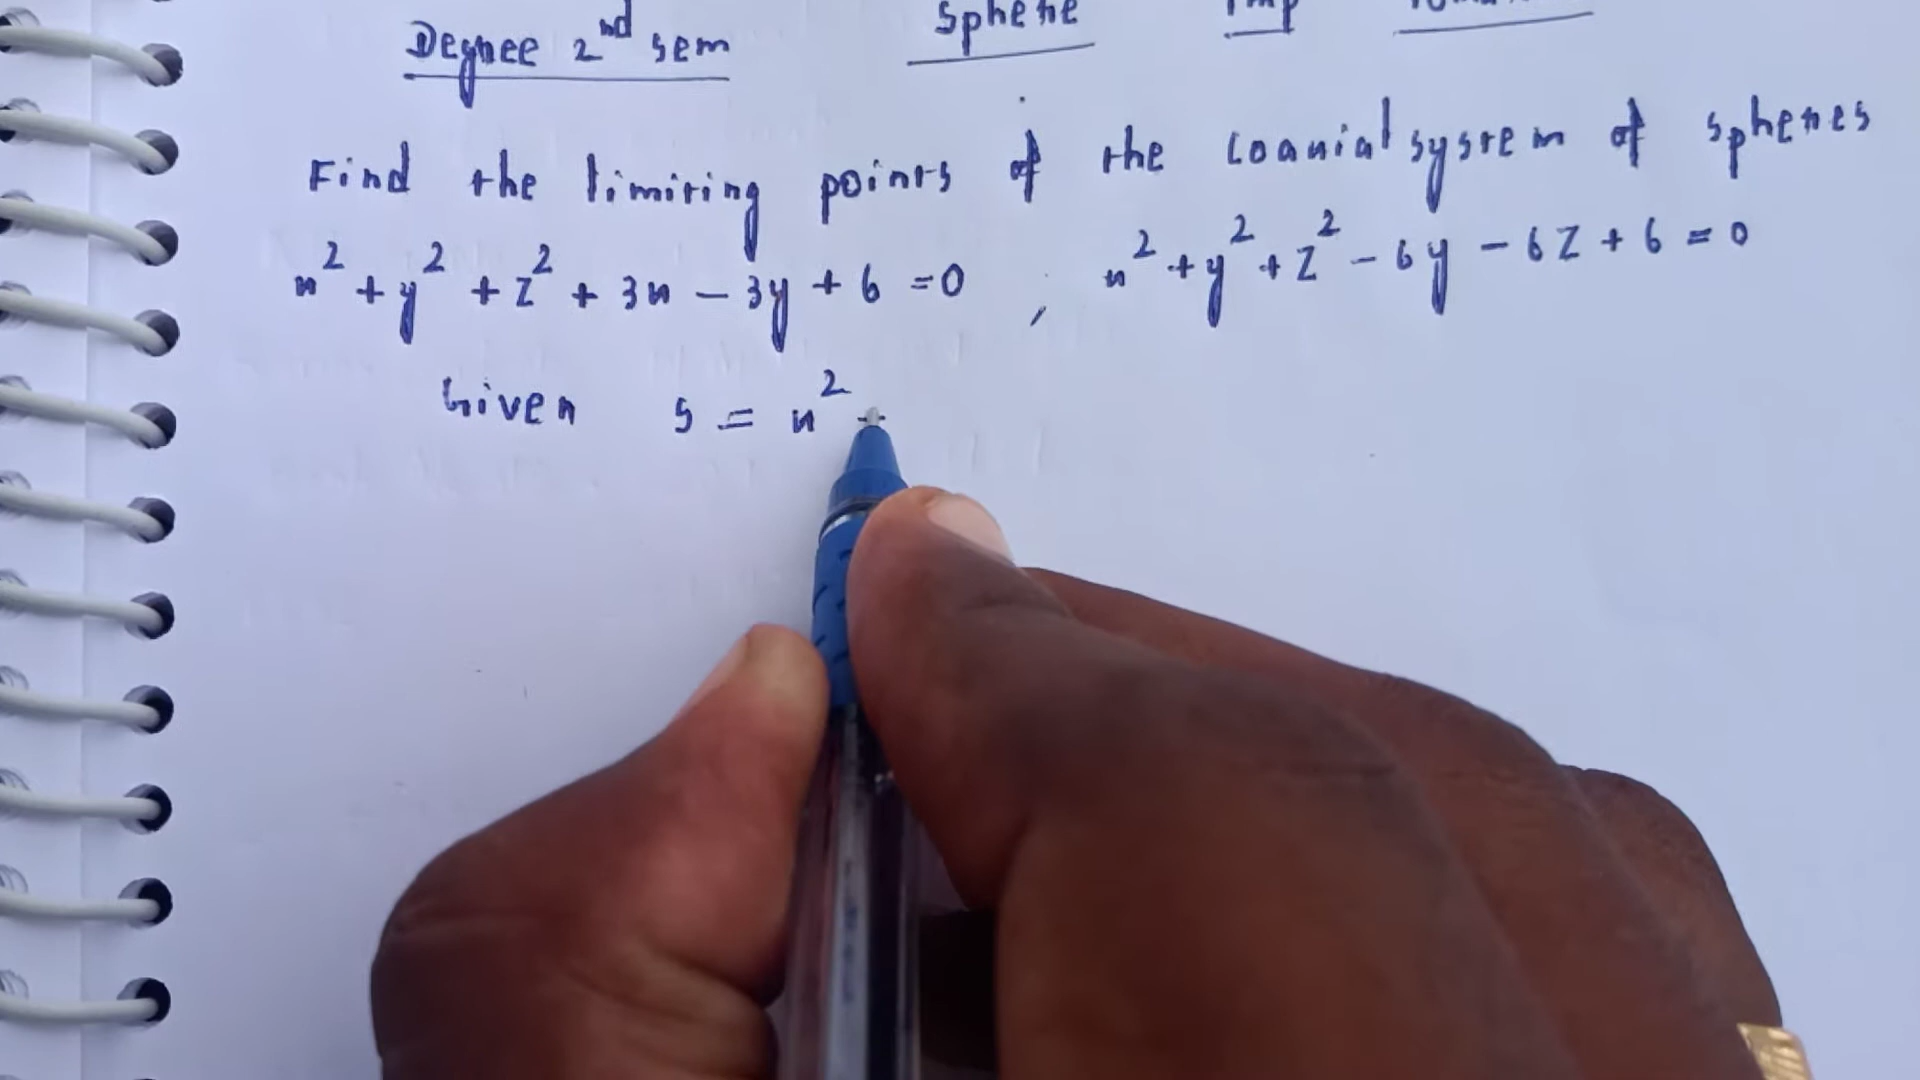 Degree 2nd sem Sphere Imp
Find the limiting points of the coaxial system of spheres
x² + y² + z² + 3x - 3y + 6 = 0 ; x² + y² + z² - 6y - 6z + 6 = 0
Given s = x² +